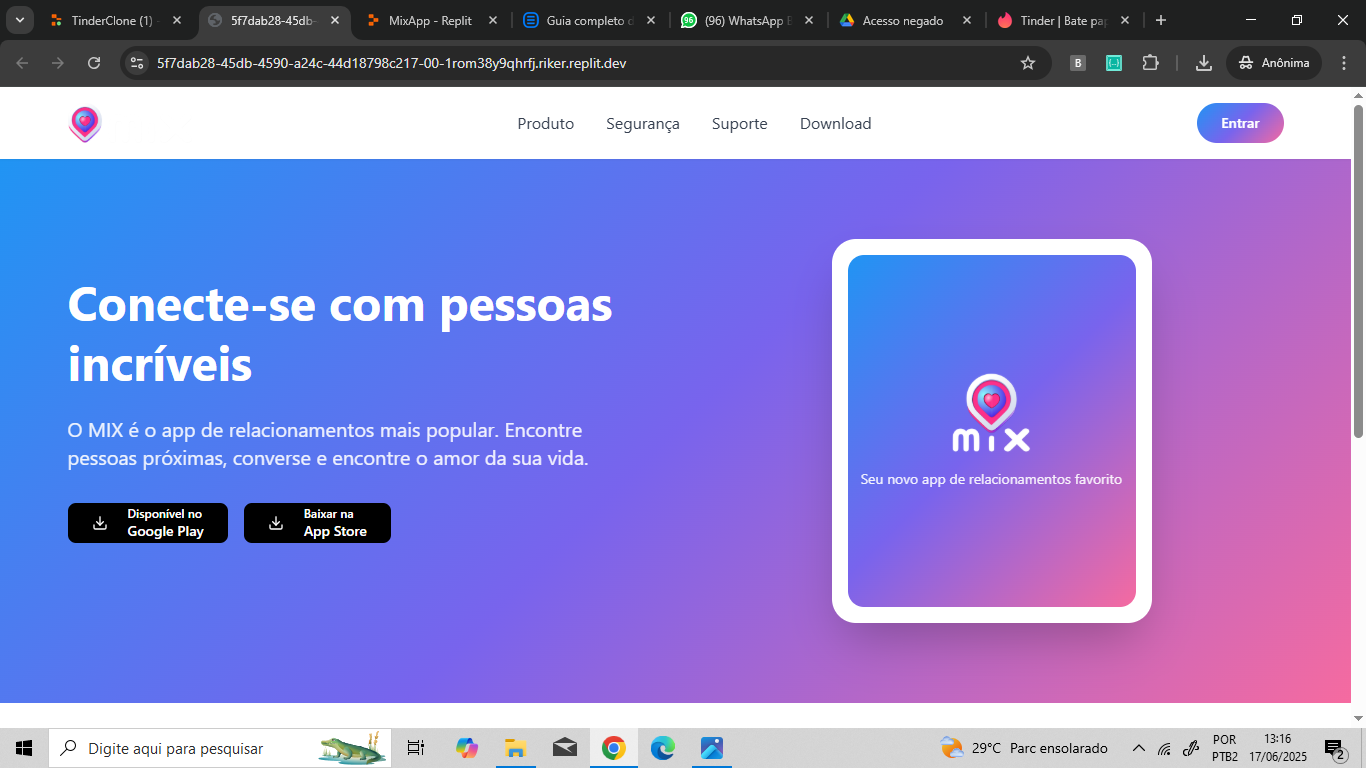 TinderClone (1) -
5f7dab28-45db-
MixApp - Replit
Guia completo d
96
(96) WhatsApp B
Acesso negado
Tinder | Bate pap
5f7dab28-45db-4590-a24c-44d18798c217-00-1rom38y9qhrfj.riker.replit.dev
B
{..}
Anônima
Produto
Segurança
Suporte
Download
Entrar
Conecte-se com pessoas
incríveis
O MIX é o app de relacionamentos mais popular. Encontre
pessoas próximas, converse e encontre o amor da sua vida.
Disponível no
Google Play
Baixar na
App Store
mix
Seu novo app de relacionamentos favorito
Digite aqui para pesquisar
29°C Parc ensolarado
POR
PTB2
13:16
17/06/2025
2